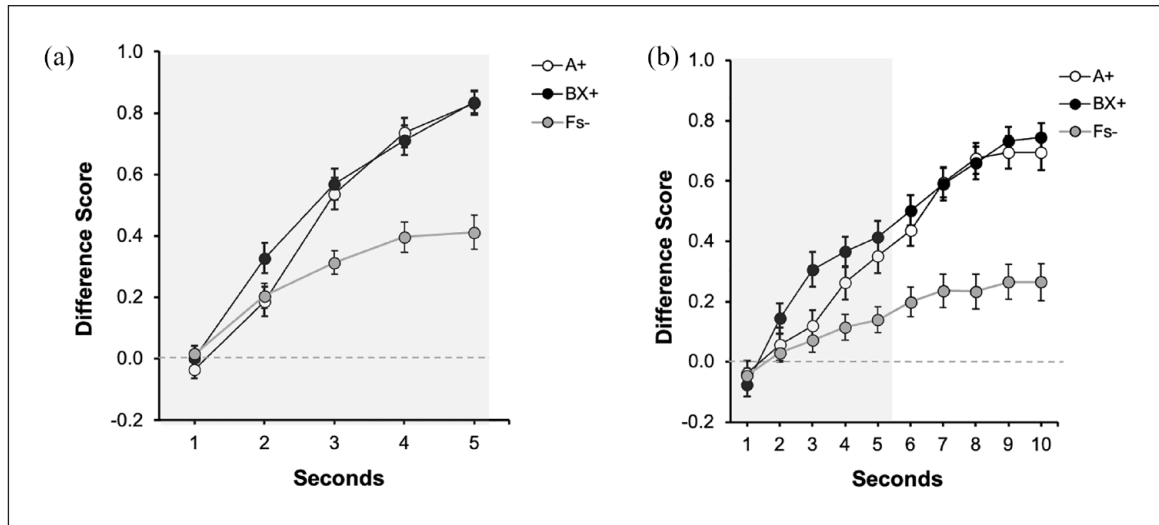 (a)
1.0
0.8
0.6
0.4
0.2
0.0
-0.2
Difference Score
1 2 3 4 5
Seconds
A+
BX+
Fs-
(b)
1.0
0.8
0.6
0.4
0.2
0.0
-0.2
Difference Score
1 2 3 4 5 6 7 8 9 10
Seconds
A+
BX+
Fs-